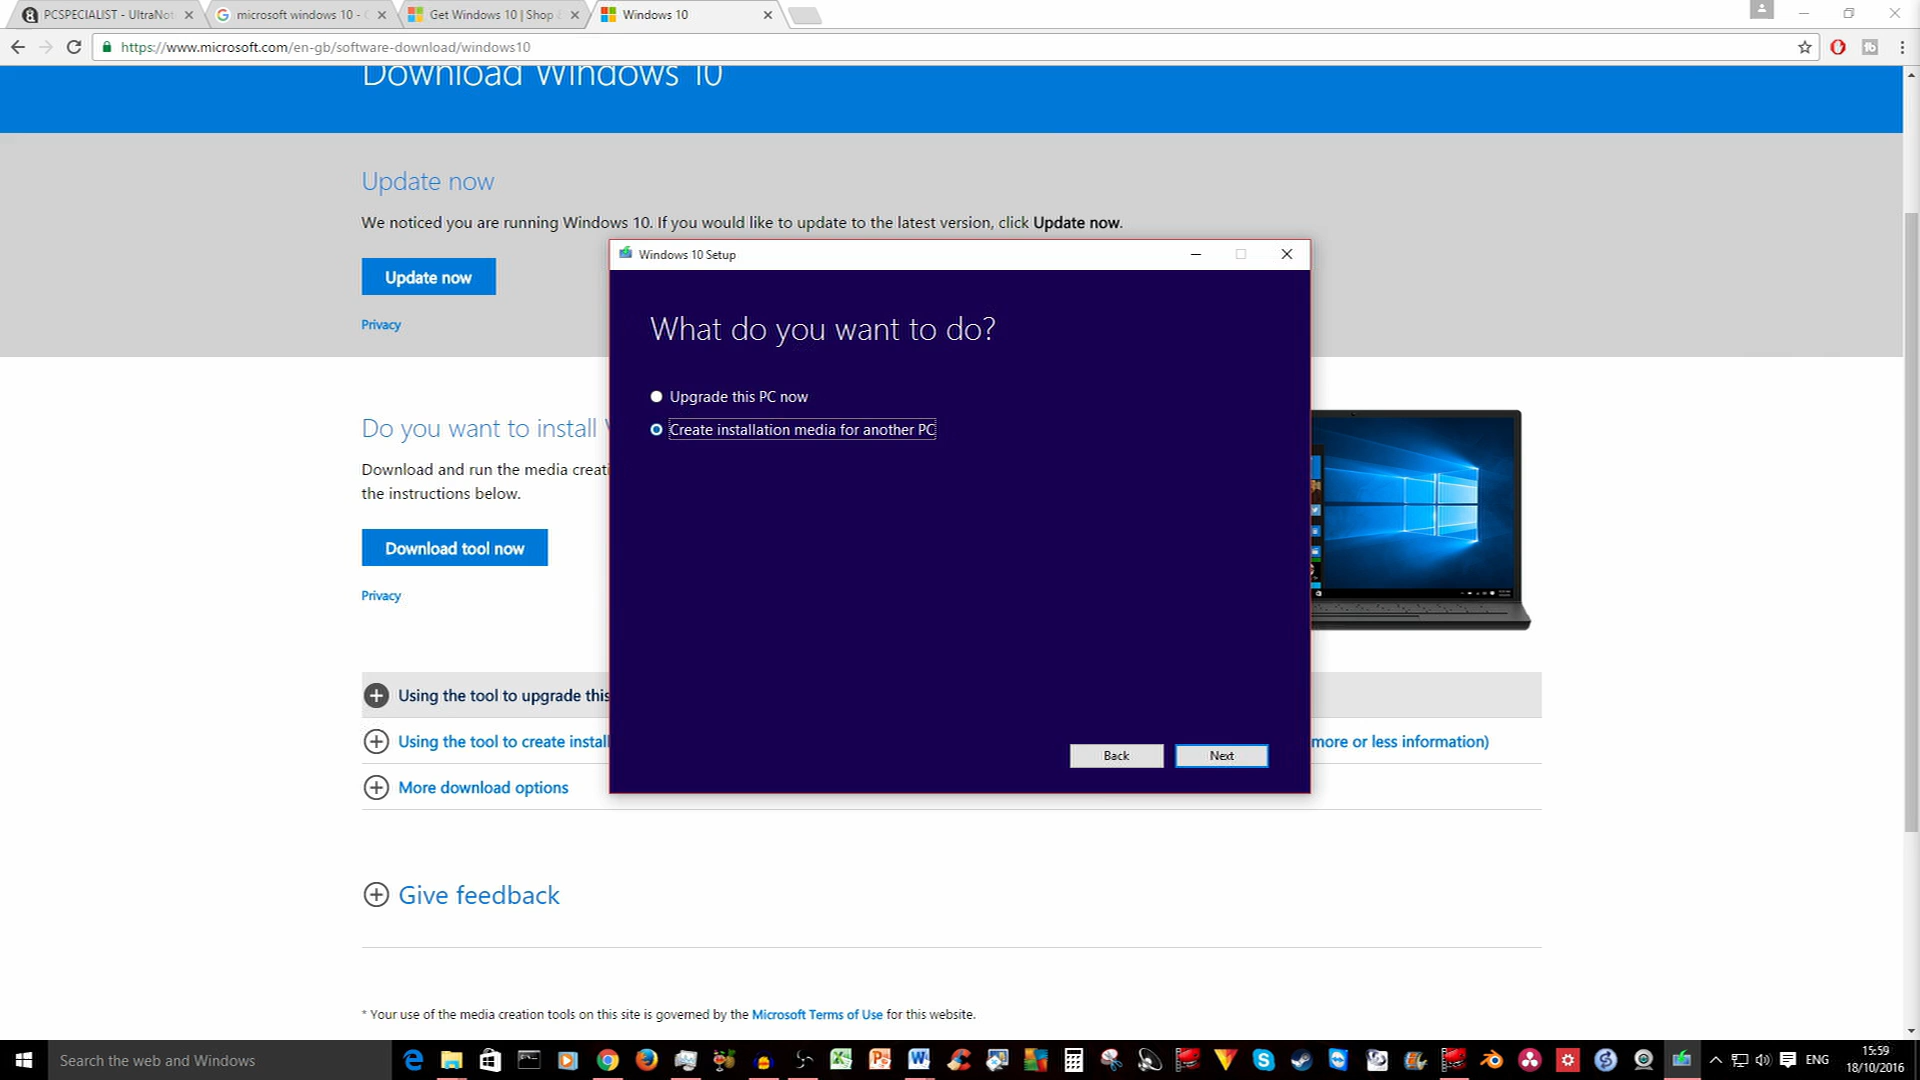 PCSPECIALIST - UltraNot
microsoft windows 10 -
Get Windows 10 | Shop
Windows 10
https://www.microsoft.com/en-gb/software-download/windows10
Download Windows 10
Update now
We noticed you are running Windows 10. If you would like to update to the latest version, click Update now.
Update now
Privacy
Windows 10 Setup
What do you want to do?
Upgrade this PC now
Create installation media for another PC
Back
Next
Do you want to install
Download and run the media creati
the instructions below.
Download tool now
Privacy
Using the tool to upgrade this
Using the tool to create instal
more or less information)
More download options
Give feedback
* Your use of the media creation tools on this site is governed by the Microsoft Terms of Use for this website.
Search the web and Windows
ENG
15:59
18/10/2016